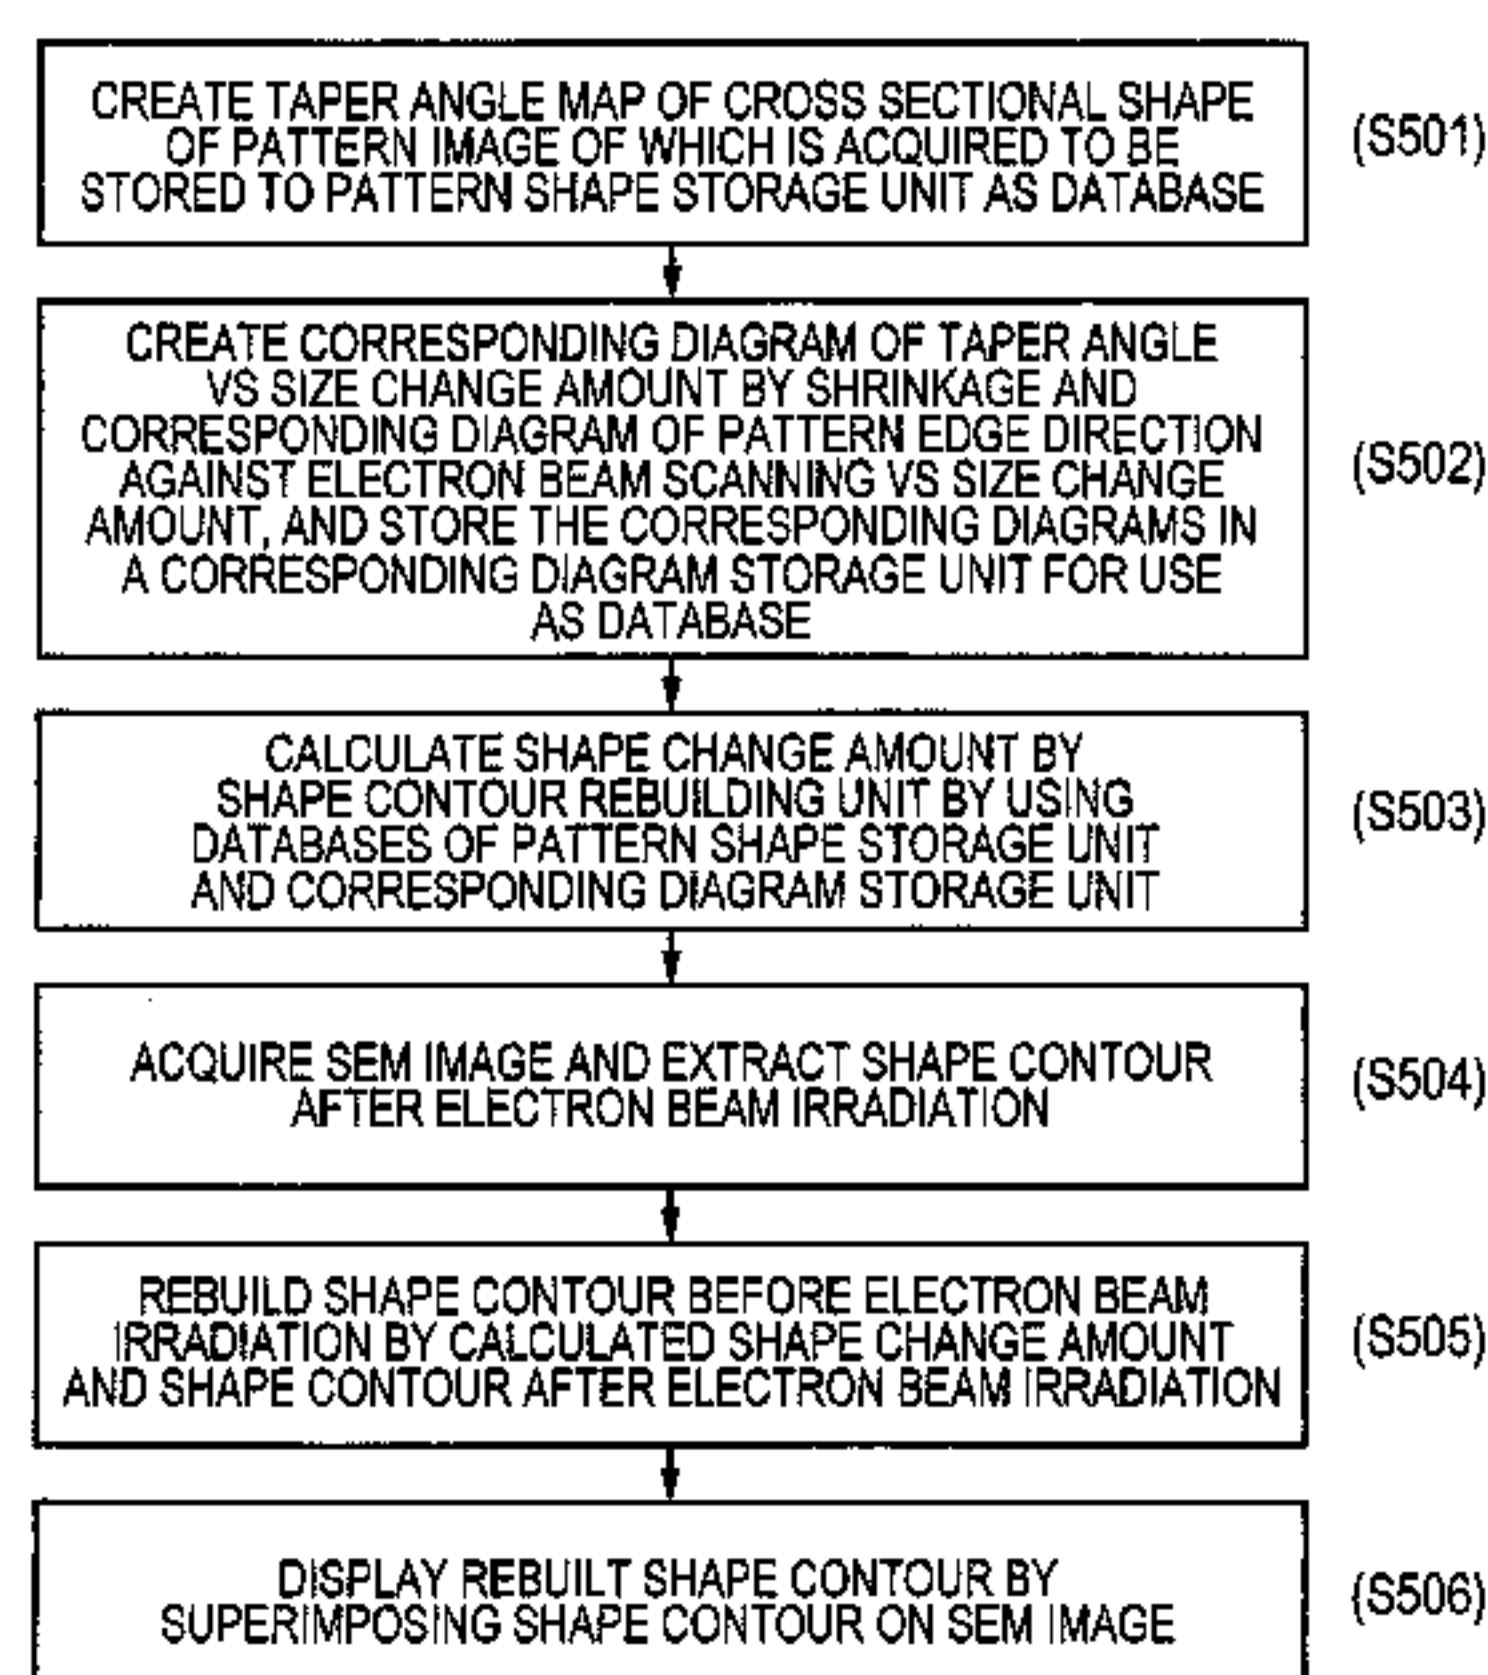 CREATE TAPER ANGLE MAP OF CROSS SECTIONAL SHAPE
OF PATTERN IMAGE OF WHICH IS ACQUIRED TO BE
STORED TO PATTERN SHAPE STORAGE UNIT AS DATABASE
(S501)
CREATE CORRESPONDING DIAGRAM OF TAPER ANGLE
VS SIZE CHANGE AMOUNT BY SHRINKAGE AND
CORRESPONDING DIAGRAM OF PATTERN EDGE DIRECTION
AGAINST ELECTRON BEAM SCANNING VS SIZE CHANGE
AMOUNT, AND STORE THE CORRESPONDING DIAGRAMS IN
A CORRESPONDING DIAGRAM STORAGE UNIT FOR USE
AS DATABASE
(S502)
CALCULATE SHAPE CHANGE AMOUNT BY
SHAPE CONTOUR REBUILDING UNIT BY USING
DATABASES OF PATTERN SHAPE STORAGE UNIT
AND CORRESPONDING DIAGRAM STORAGE UNIT
(S503)
ACQUIRE SEM IMAGE AND EXTRACT SHAPE CONTOUR
AFTER ELECTRON BEAM IRRADIATION
(S504)
REBUILD SHAPE CONTOUR BEFORE ELECTRON BEAM
IRRADIATION BY CALCULATED SHAPE CHANGE AMOUNT
AND SHAPE CONTOUR AFTER ELECTRON BEAM IRRADIATION
(S505)
DISPLAY REBUILT SHAPE CONTOUR BY
SUPERIMPOSING SHAPE CONTOUR ON SEM IMAGE
(S506)